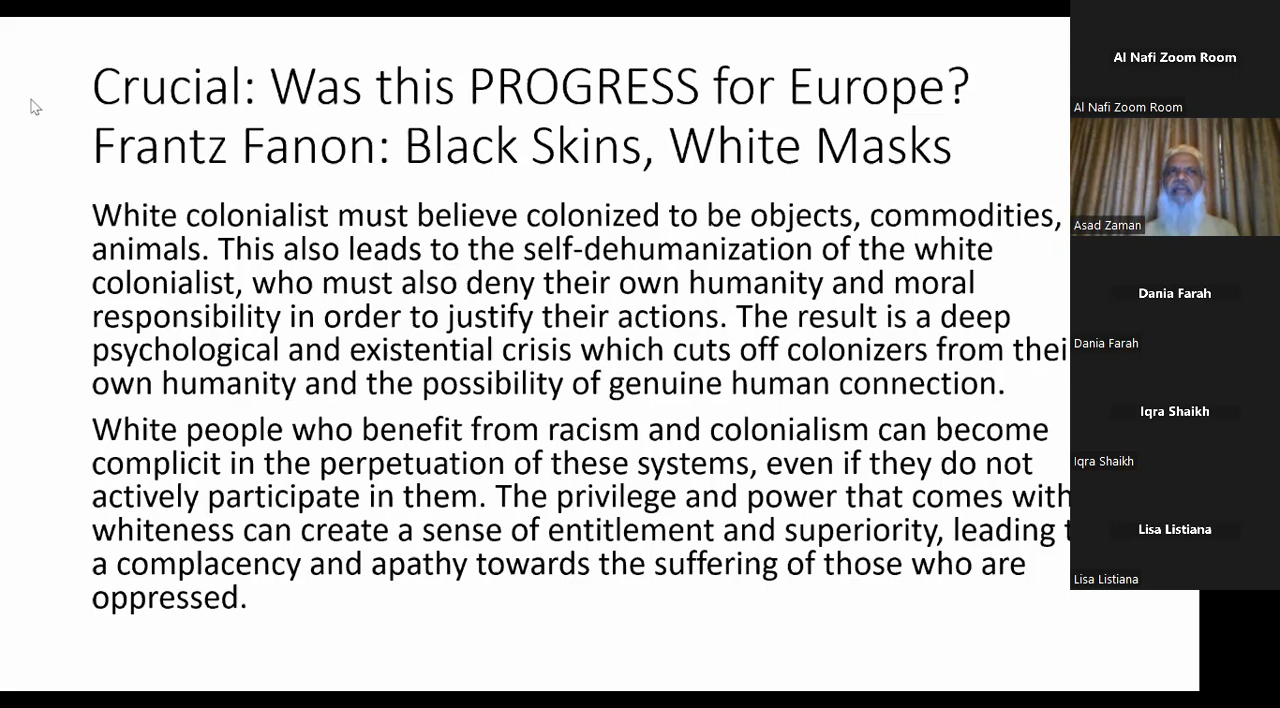 Crucial: Was this PROGRESS for Europe?
Frantz Fanon: Black Skins, White Masks
White colonialist must believe colonized to be objects, commodities,
animals. This also leads to the self-dehumanization of the white
colonialist, who must also deny their own humanity and moral
responsibility in order to justify their actions. The result is a deep
psychological and existential crisis which cuts off colonizers from thei
own humanity and the possibility of genuine human connection.
White people who benefit from racism and colonialism can become
complicit in the perpetuation of these systems, even if they do not
actively participate in them. The privilege and power that comes with
whiteness can create a sense of entitlement and superiority, leading t
a complacency and apathy towards the suffering of those who are
oppressed.
Al Nafi Zoom Room
Al Nafi Zoom Room
Asad Zaman
Dania Farah
Dania Farah
Iqra Shaikh
Iqra Shaikh
Lisa Listiana
Lisa Listiana